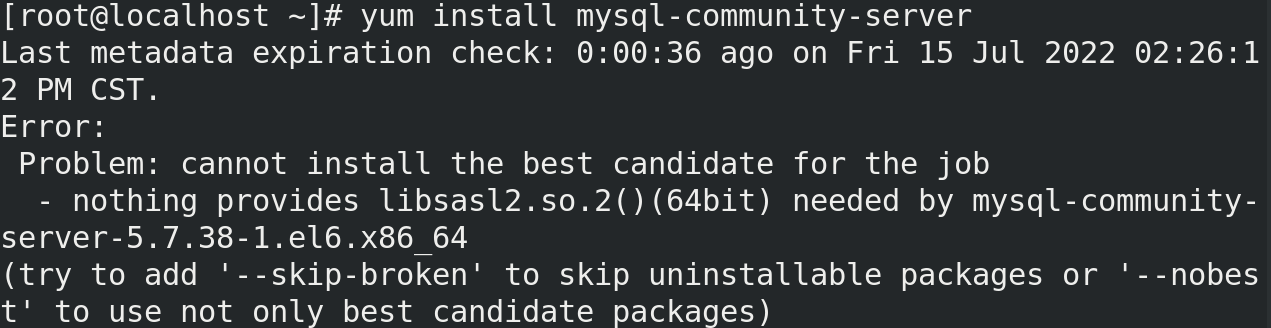 [root@localhost ~]# yum install mysql-community-server
Last metadata expiration check: 0:00:36 ago on Fri 15 Jul 2022 02:26:1
2 PM CST.
Error:
 Problem: cannot install the best candidate for the job
  - nothing provides libsasl2.so.2()(64bit) needed by mysql-community-
server-5.7.38-1.el6.x86_64
(try to add '--skip-broken' to skip uninstallable packages or '--nobes
t' to use not only best candidate packages)